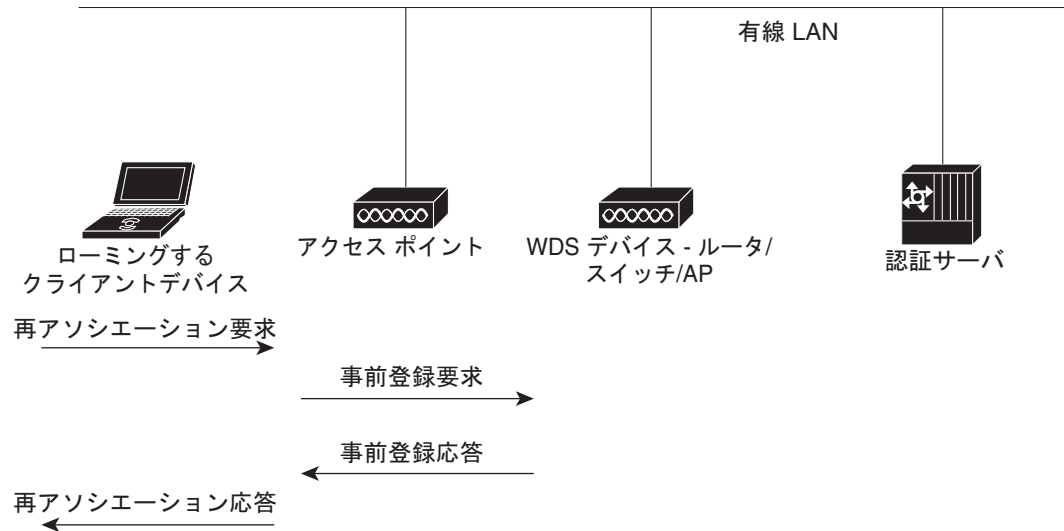 有線 LAN
ローミングする
クライアントデバイス
アクセス ポイント
WDS デバイス - ルータ/
スイッチ/AP
認証サーバ
再アソシエーション要求
事前登録要求
事前登録応答
再アソシエーション応答